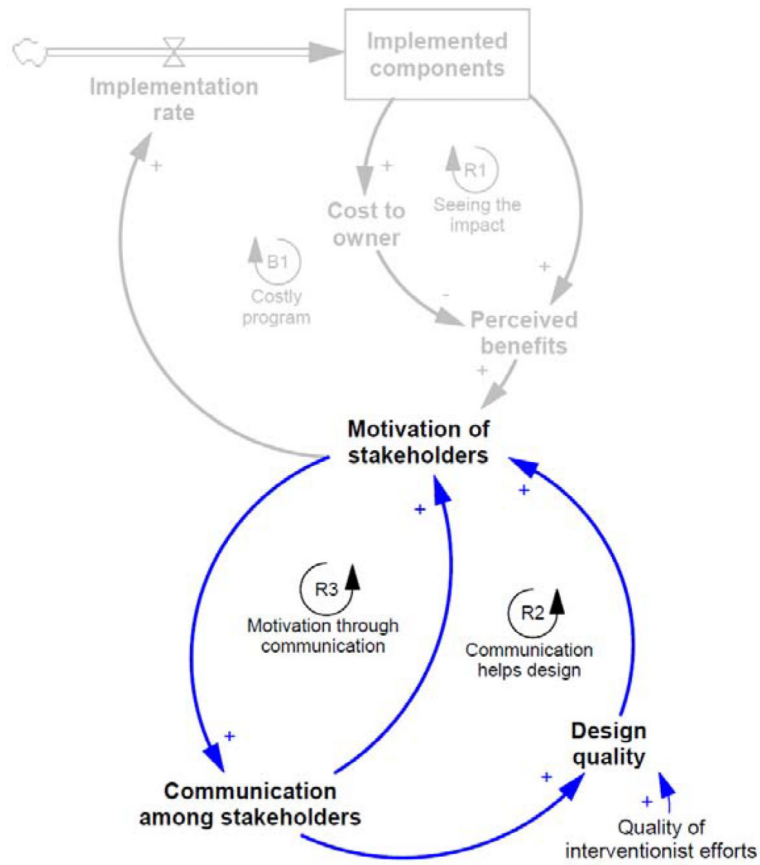 Implemented
components
Implementation
rate
+
+
R1
Seeing the
impact
Cost to
owner
B1
Costly
program
+
-
Perceived
benefits
+
Motivation of
stakeholders
+
+
R3
Motivation through
communication
R2
Communication
helps design
+
Design
quality
+
+
Communication
among stakeholders
+
Quality of
interventionist efforts